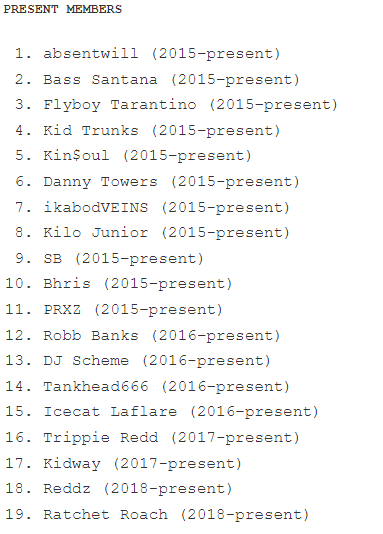 PRESENT MEMBERS
1. absentwill (2015-present)
2. Bass Santana (2015-present)
3. Flyboy Tarantino (2015-present)
4. Kid Trunks (2015-present)
5. Kin$oul (2015-present)
6. Danny Towers (2015-present)
7. ikabodVEINS (2015-present)
8. Kilo Junior (2015-present)
9. SB (2015-present)
10. Bhris (2015-present)
11. PRXZ (2015-present)
12. Robb Banks (2016-present)
13. DJ Scheme (2016-present)
14. Tankhead666 (2016-present)
15. Icecat Laflare (2016-present)
16. Trippie Redd (2017-present)
17. Kidway (2017-present)
18. Reddz (2018-present)
19. Ratchet Roach (2018-present)